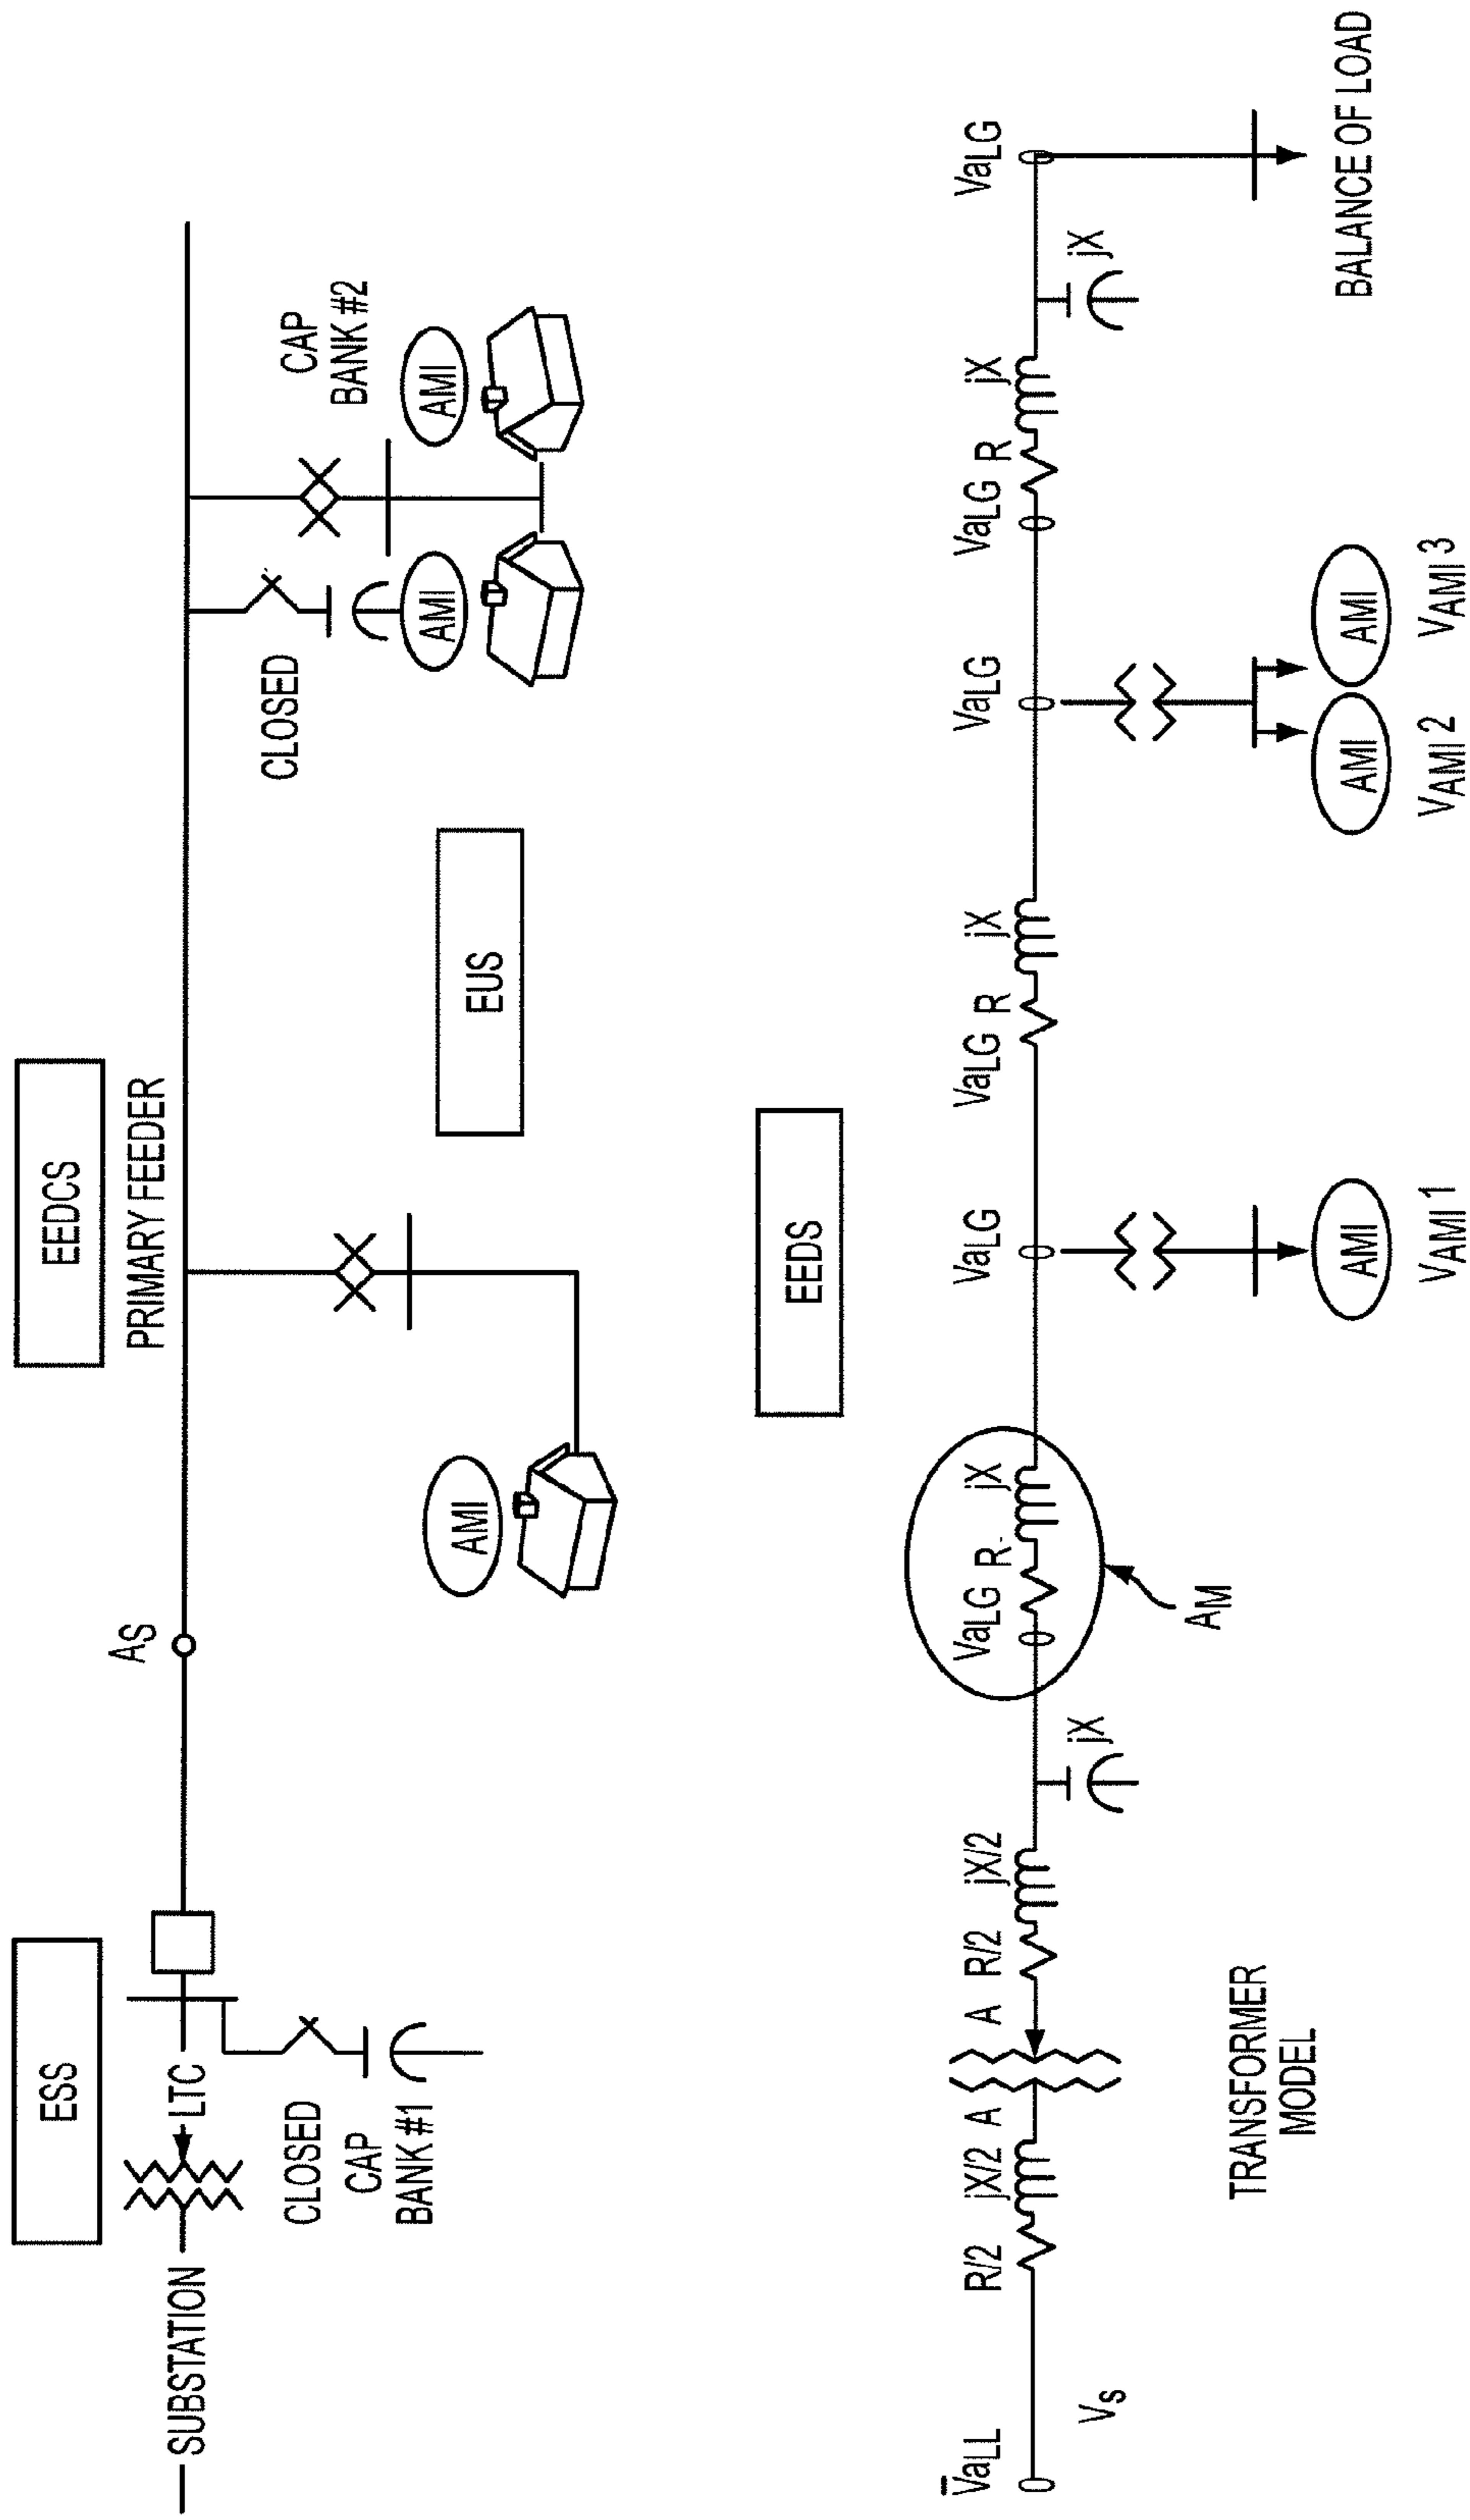 ESS
EEDCS
SUBSTATION
LTC
AS
PRIMARY FEEDER
CLOSED
CAP
BANK #1
AMI
EUS
CLOSED
AMI
AMI
CAP
BANK #2
EEDS
V̅aLL
VS
R/2
jX/2
A
A
R/2
jX/2
TRANSFORMER
MODEL
jX
VaLG
R
jX
AM
VaLG
AMI
VAMI 1
VaLG
R
jX
VaLG
AMI
VAMI 2
AMI
VAMI 3
VaLG
R
jX
jX
VaLG
BALANCE OF LOAD